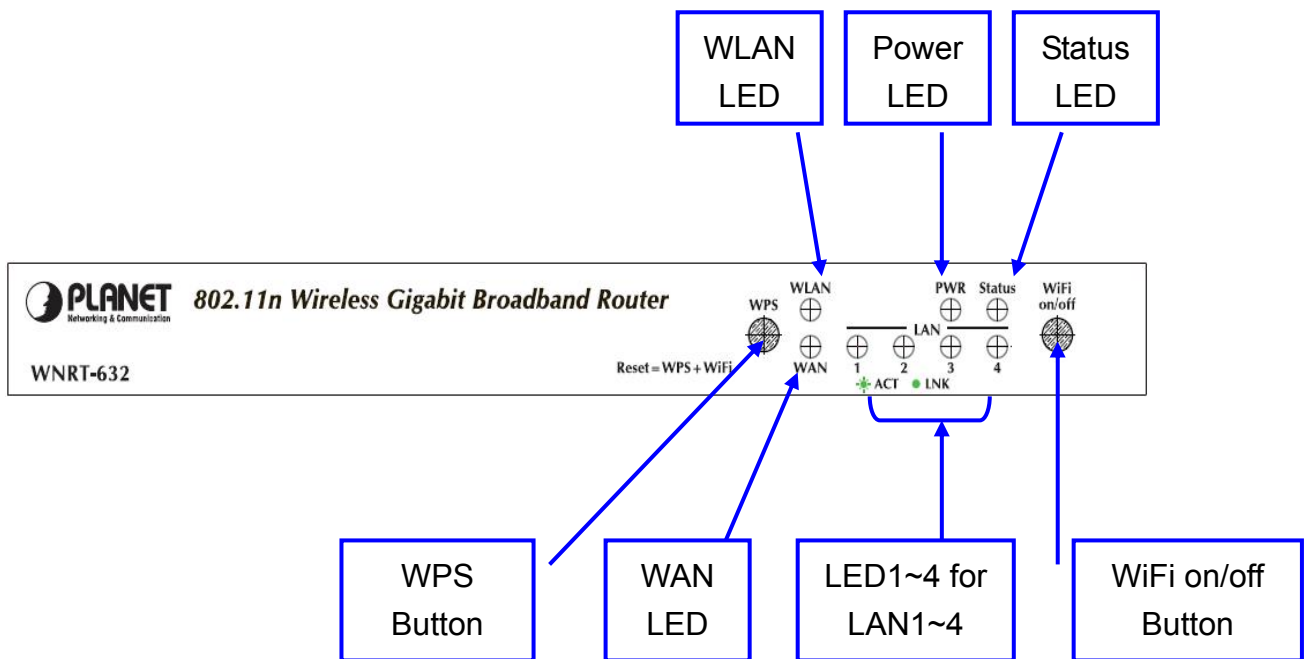 WLAN
LED
Power
LED
Status
LED
PLANET
Networking & Communication
802.11n Wireless Gigabit Broadband Router
WNRT-632
Reset = WPS + WiFi
WPS
WLAN
WAN
PWR
Status
LAN
1 2 3 4
ACT LNK
WiFi
on/off
WPS
Button
WAN
LED
LED1~4 for
LAN1~4
WiFi on/off
Button